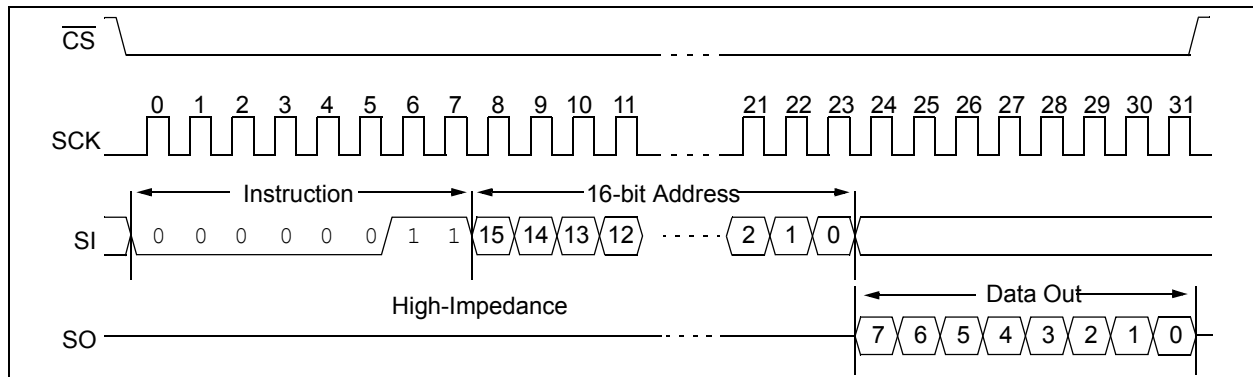 CS
0 1 2 3 4 5 6 7 8 9 10 11 21 22 23 24 25 26 27 28 29 30 31
SCK
Instruction 16-bit Address
SI 0 0 0 0 0 0 1 1 15 14 13 12 2 1 0
High-Impedance Data Out
SO 7 6 5 4 3 2 1 0